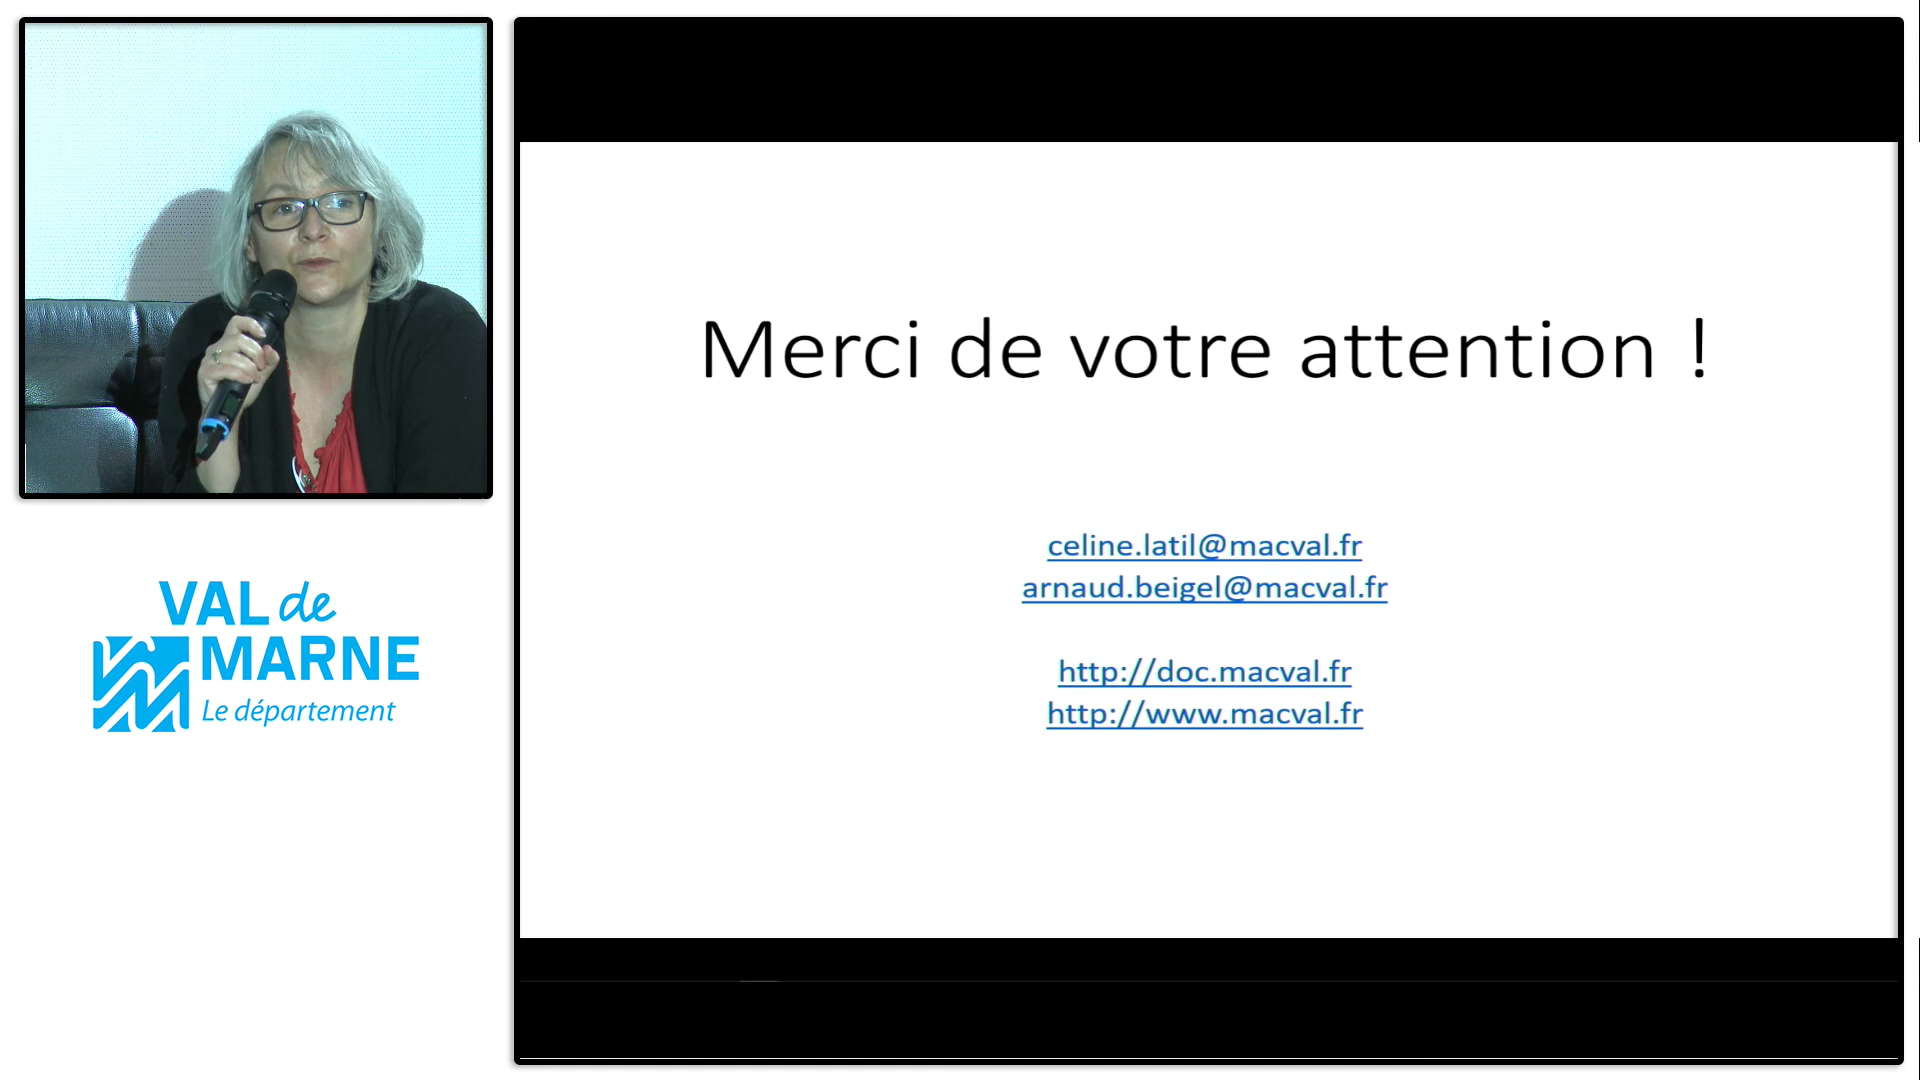 VAL de
MARNE
Le département
Merci de votre attention !
celine.latil@macval.fr
arnaud.beigel@macval.fr
http://doc.macval.fr
http://www.macval.fr